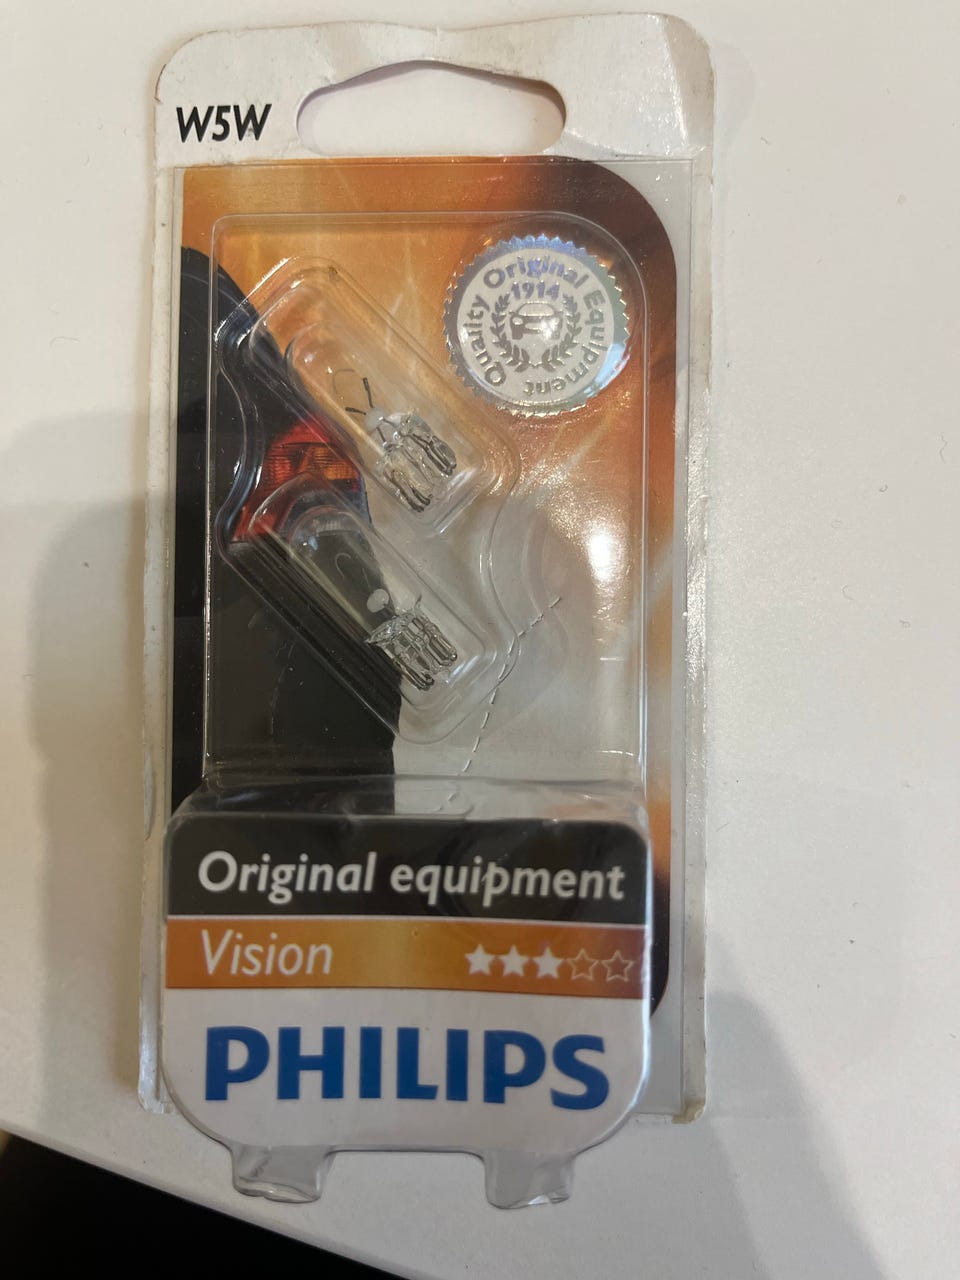 W5W
Quality Original Equipment
1914
Original equipment
Vision
PHILIPS